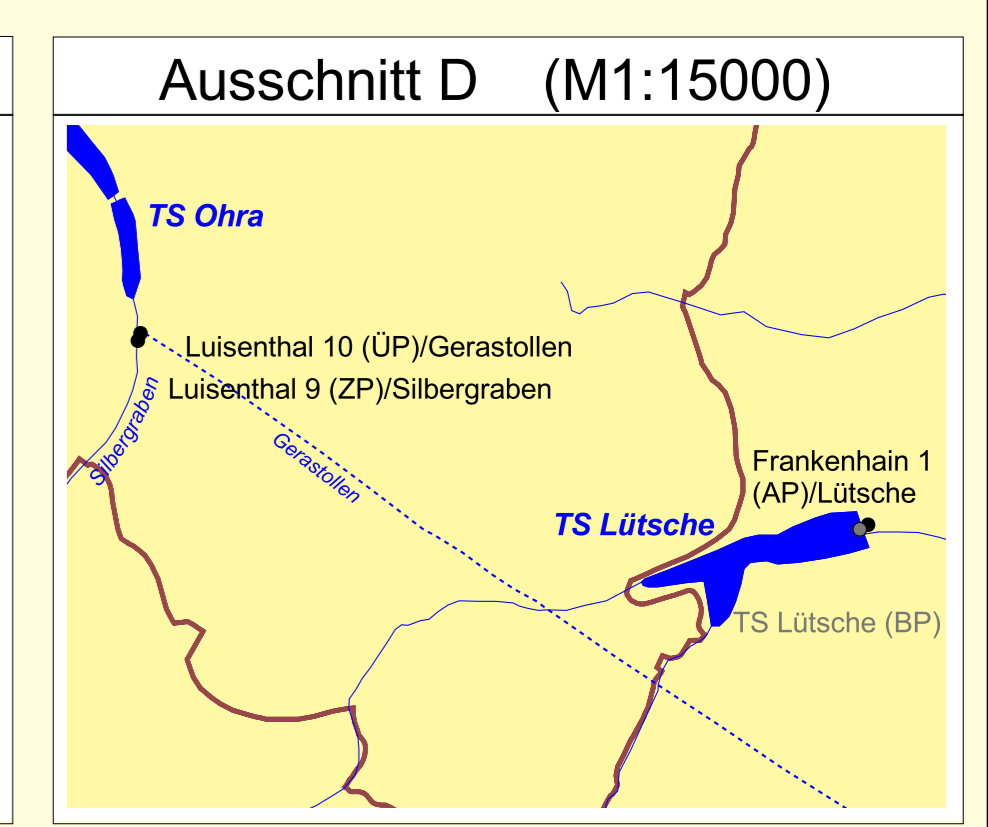 Ausschnitt D (M1:15000)
TS Ohra
Luisenthal 10 (ÜP)/Gerastollen
Luisenthal 9 (ZP)/Silbergraben
Silbergraben
Gerastollen
Frankenhain 1
(AP)/Lütsche
TS Lütsche
TS Lütsche (BP)